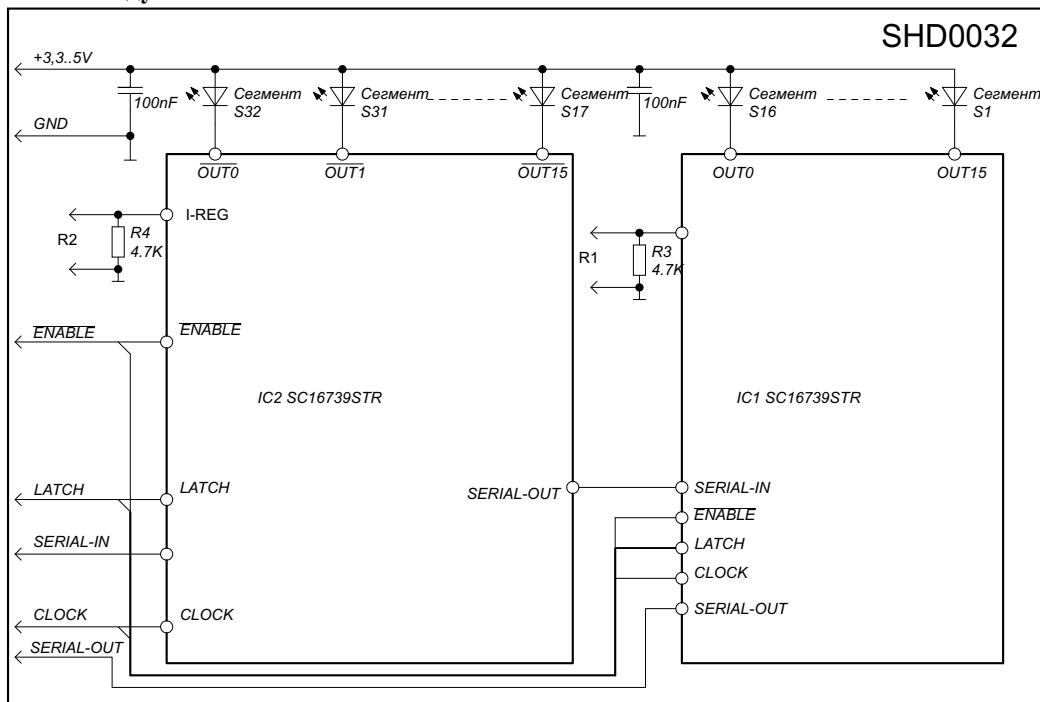 SHD0032
+3,3..5V
100nF
Сегмент
S32
Сегмент
S31
Сегмент
S17
100nF
Сегмент
S16
Сегмент
S1
GND
OUT0
OUT1
OUT15
OUT0
OUT15
I-REG
R2
R4
4.7K
R1
R3
4.7K
ENABLE
ENABLE
IC2 SC16739STR
IC1 SC16739STR
LATCH
LATCH
SERIAL-OUT
SERIAL-IN
ENABLE
SERIAL-IN
LATCH
CLOCK
CLOCK
CLOCK
SERIAL-OUT
SERIAL-OUT